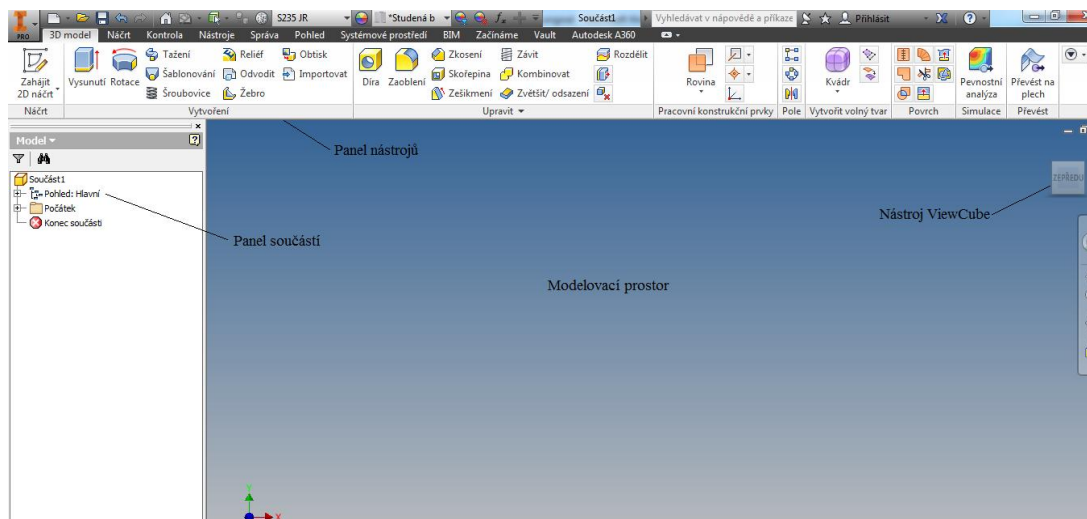 S235 JR *Studená b Součást1 Vyhledávat v nápovědě a příkaze Přihlásit
PRO 3D model Náčrt Kontrola Nástroje Správa Pohled Systémové prostředí BIM Začínáme Vault Autodesk A360
Zahájit 2D náčrt
Vysunutí Rotace
Tažení Reliéf Obtisk
Šablonování Odvodit Importovat
Šroubovice Žebro
Díra Zaoblení
Zkosení Závit Rozdělit
Skořepina Kombinovat
Zešikmení Zvětšit/ odsazení
Rovina
Kvádr
Pevnostní analýza
Převést na plech
Náčrt Vytvoření Upravit Pracovní konstrukční prvky Pole Vytvořit volný tvar Povrch Simulace Převést
Model
Součást1
Pohled: Hlavní
Počátek
Konec součásti
Panel nástrojů
Panel součástí
ZEPŘEDU
Nástroj ViewCube
Modelovací prostor
Y
X